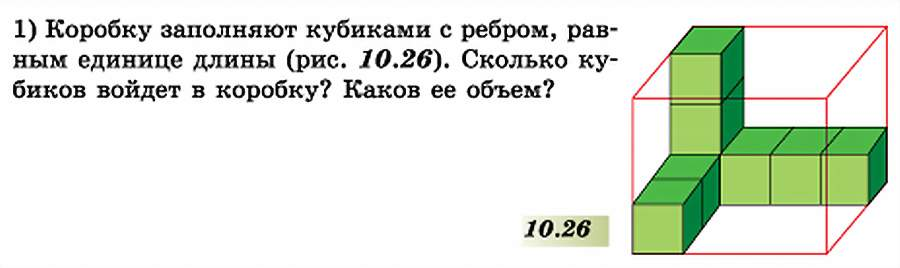 1) Коробку заполняют кубиками с ребром, рав-
ным единице длины (рис. 10.26). Сколько ку-
биков войдет в коробку? Каков ее объем?
10.26